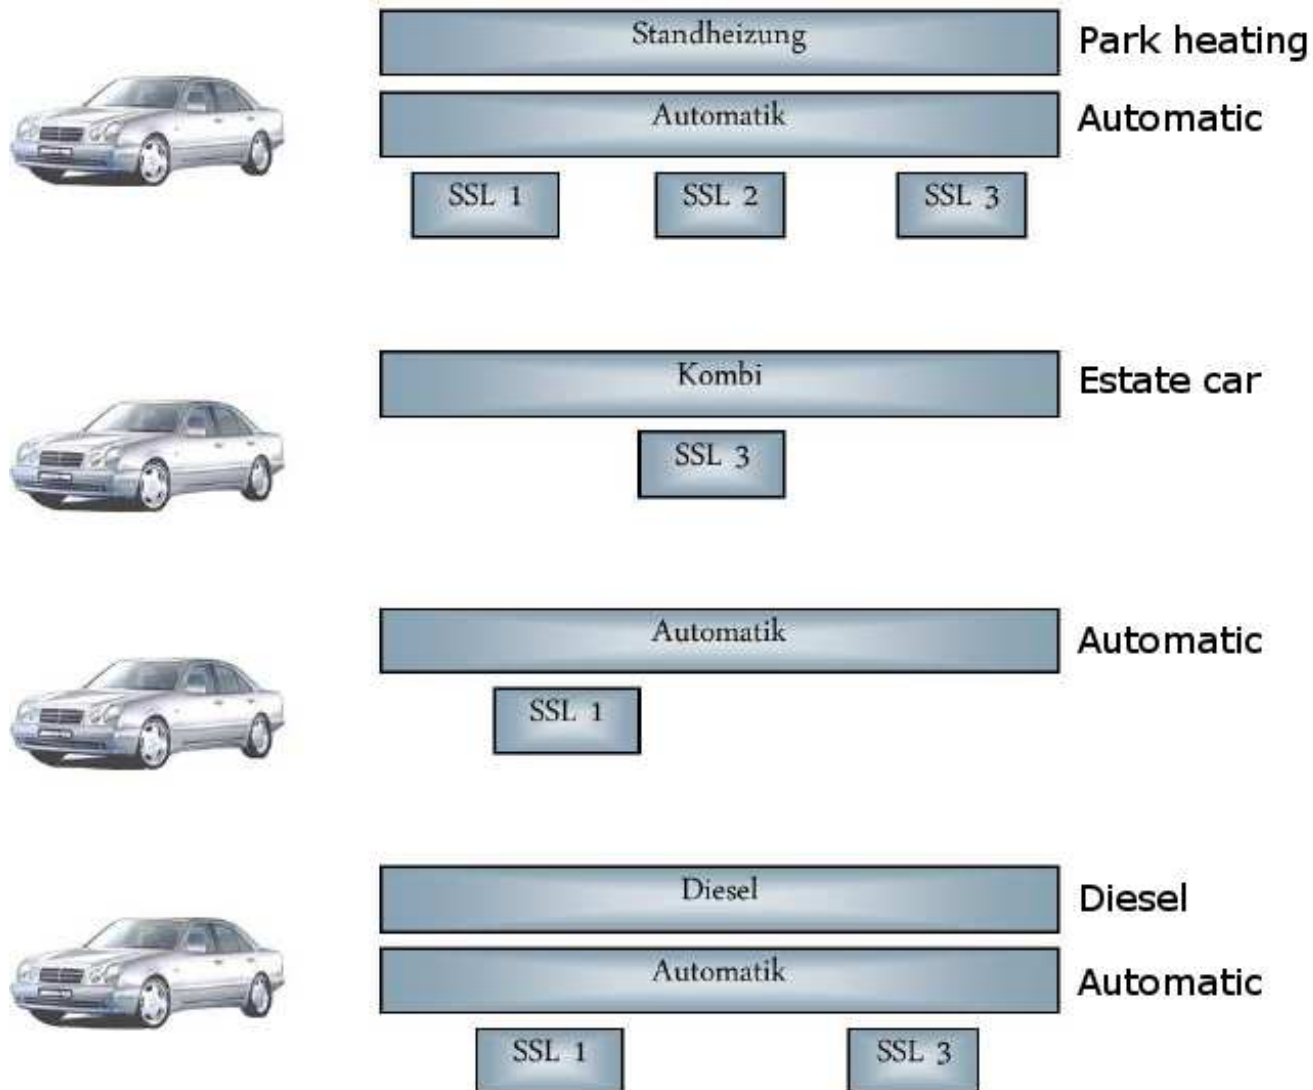 Standheizung Park heating
Automatik Automatic
SSL 1 SSL 2 SSL 3
Kombi Estate car
SSL 3
Automatik Automatic
SSL 1
Diesel Diesel
Automatik Automatic
SSL 1 SSL 3